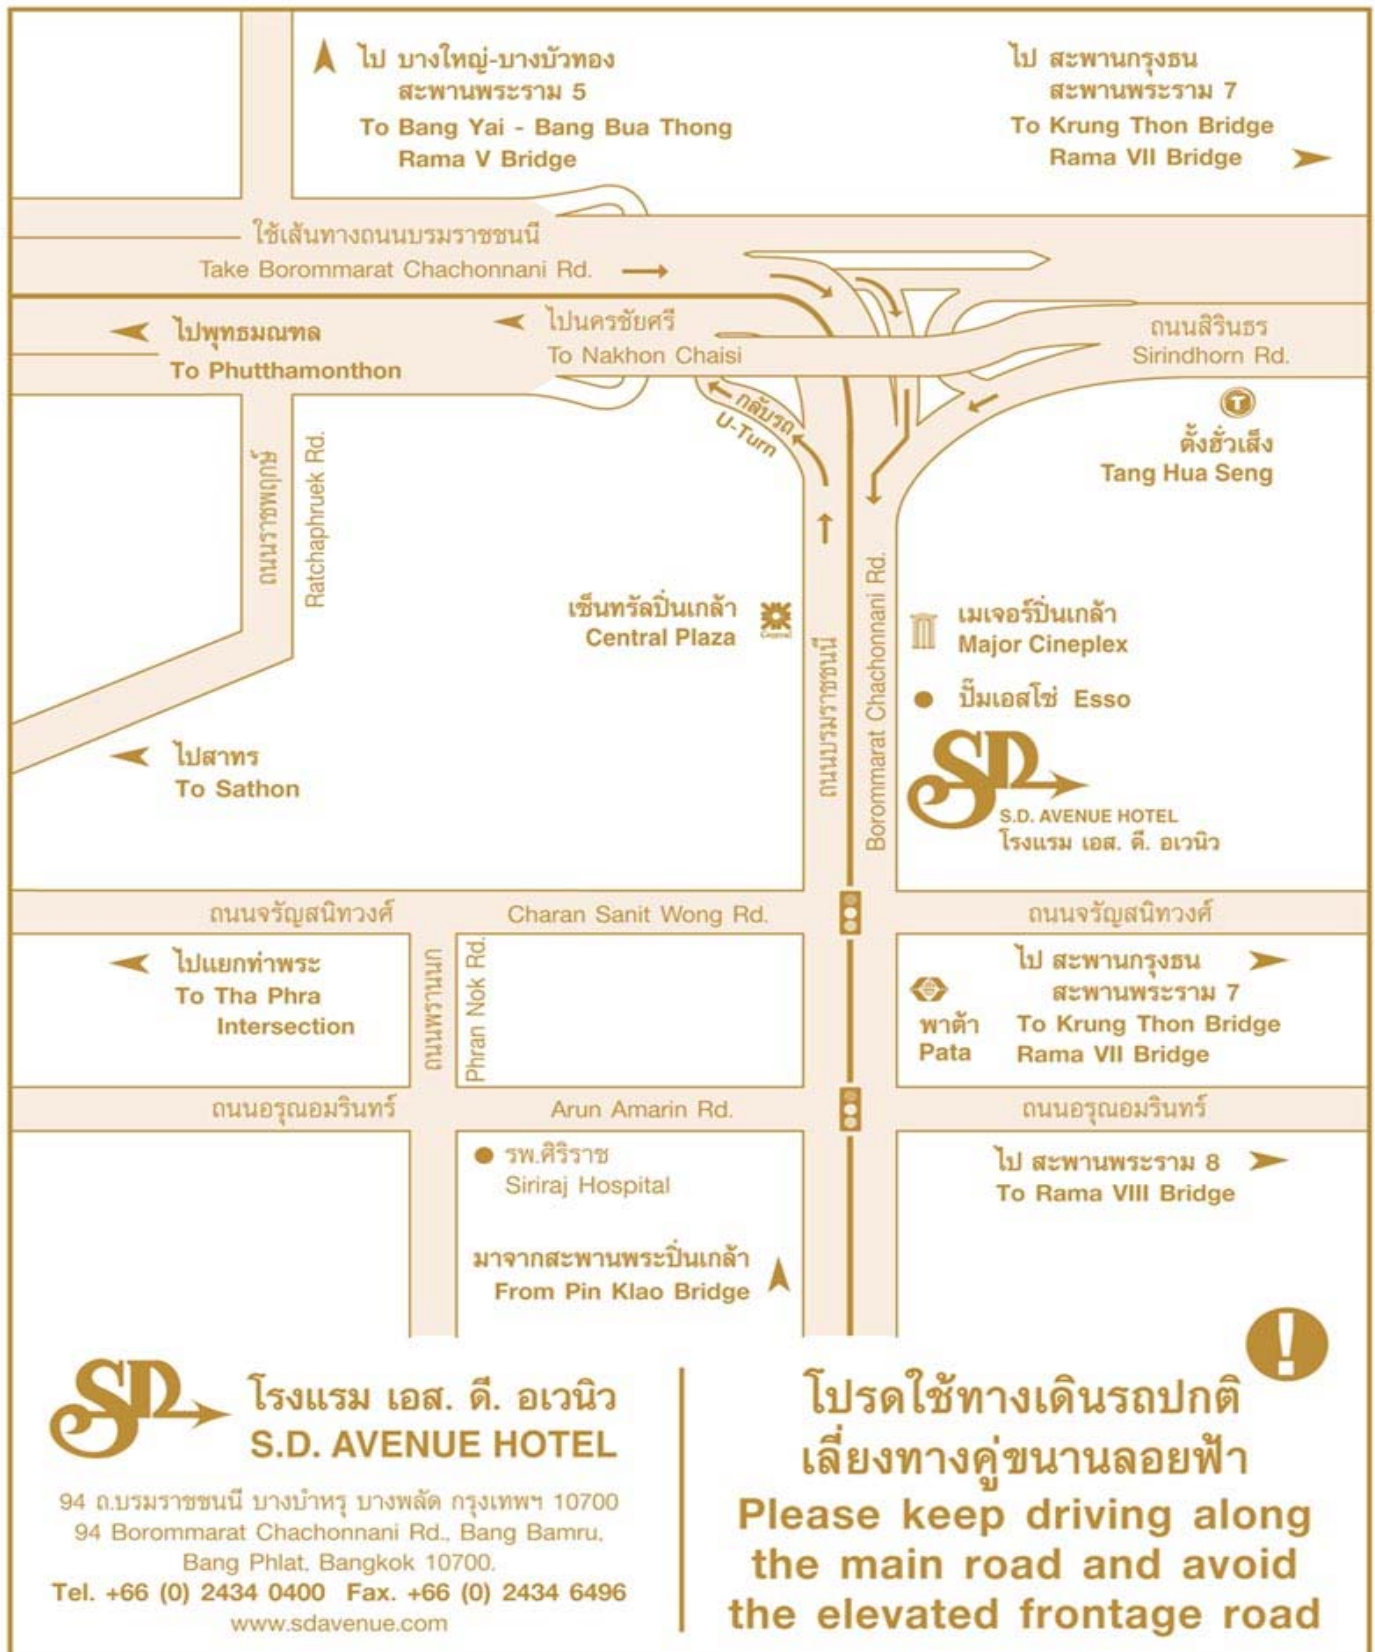 ไป บางใหญ่-บางบัวทอง
สะพานพระราม 5
To Bang Yai - Bang Bua Thong
Rama V Bridge
ไป สะพานกรุงธน
สะพานพระราม 7
To Krung Thon Bridge
Rama VII Bridge
ใช้เส้นทางถนนบรมราชชนนี
Take Borommarat Chachonnani Rd.
ไปพุทธมณฑล
To Phutthamonthon
ไปนครชัยศรี
To Nakhon Chaisi
ถนนสิรินธร
Sirindhorn Rd.
กลับรถ
U-Turn
T
ตั้งฮั่วเส็ง
Tang Hua Seng
ถนนราชพฤกษ์
Ratchaphruek Rd.
เซ็นทรัลปิ่นเกล้า
Central Plaza
Central
ถนนบรมราชชนนี
Borommarat Chachonnani Rd.
เมเจอร์ปิ่นเกล้า
Major Cineplex
ปั๊มเอสโซ่ Esso
SD
S.D. AVENUE HOTEL
โรงแรม เอส. ดี. อเวนิว
ไปสาทร
To Sathon
ถนนจรัญสนิทวงศ์
Charan Sanit Wong Rd.
ถนนจรัญสนิทวงศ์
ไปแยกท่าพระ
To Tha Phra
Intersection
ถนนพรานนก
Phran Nok Rd.
พาต้า
Pata
ไป สะพานกรุงธน
สะพานพระราม 7
To Krung Thon Bridge
Rama VII Bridge
ถนนอรุณอมรินทร์
Arun Amarin Rd.
ถนนอรุณอมรินทร์
รพ.ศิริราช
Siriraj Hospital
ไป สะพานพระราม 8
To Rama VIII Bridge
มาจากสะพานพระปิ่นเกล้า
From Pin Klao Bridge
SD
โรงแรม เอส. ดี. อเวนิว
S.D. AVENUE HOTEL
94 ถ.บรมราชชนนี บางบำหรุ บางพลัด กรุงเทพฯ 10700
94 Borommarat Chachonnani Rd., Bang Bamru,
Bang Phlat, Bangkok 10700.
Tel. +66 (0) 2434 0400 Fax. +66 (0) 2434 6496
www.sdavenue.com
!
โปรดใช้ทางเดินรถปกติ
เลี่ยงทางคู่ขนานลอยฟ้า
Please keep driving along
the main road and avoid
the elevated frontage road